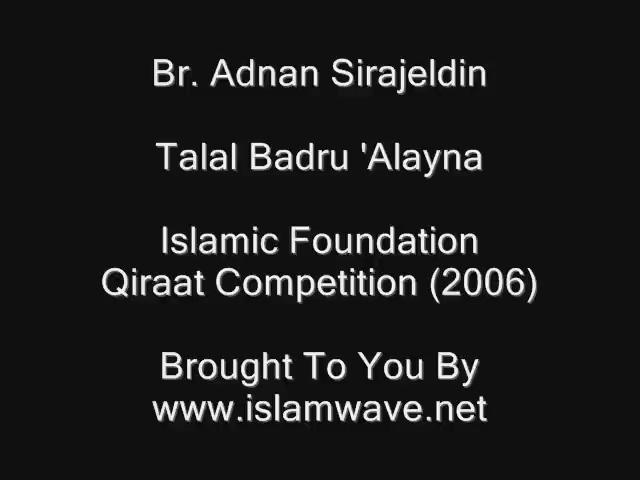 Br. Adnan Sirajeldin
Talal Badru 'Alayna
Islamic Foundation
Qiraat Competition (2006)
Brought To You By
www.islamwave.net